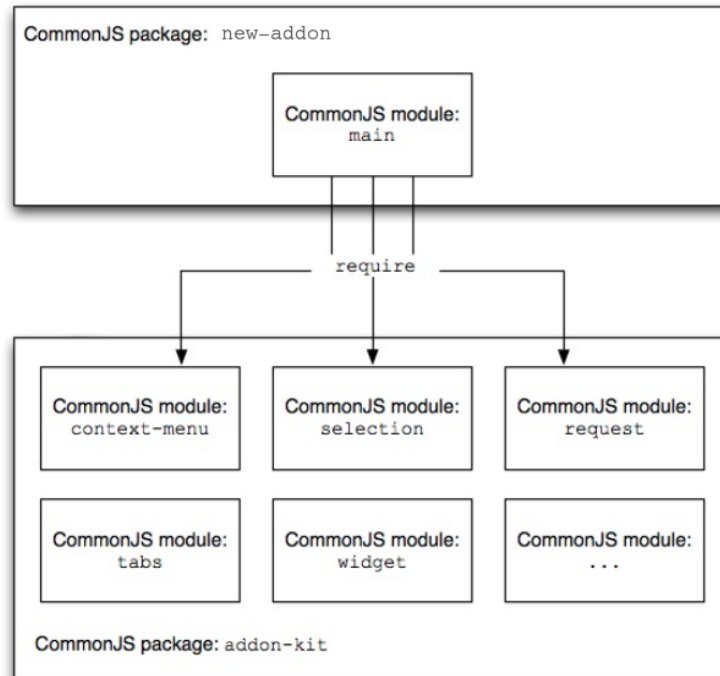 CommonJS package: new-addon
CommonJS module:
main
require
CommonJS module:
context-menu
CommonJS module:
selection
CommonJS module:
request
CommonJS module:
tabs
CommonJS module:
widget
CommonJS module:
...
CommonJS package: addon-kit